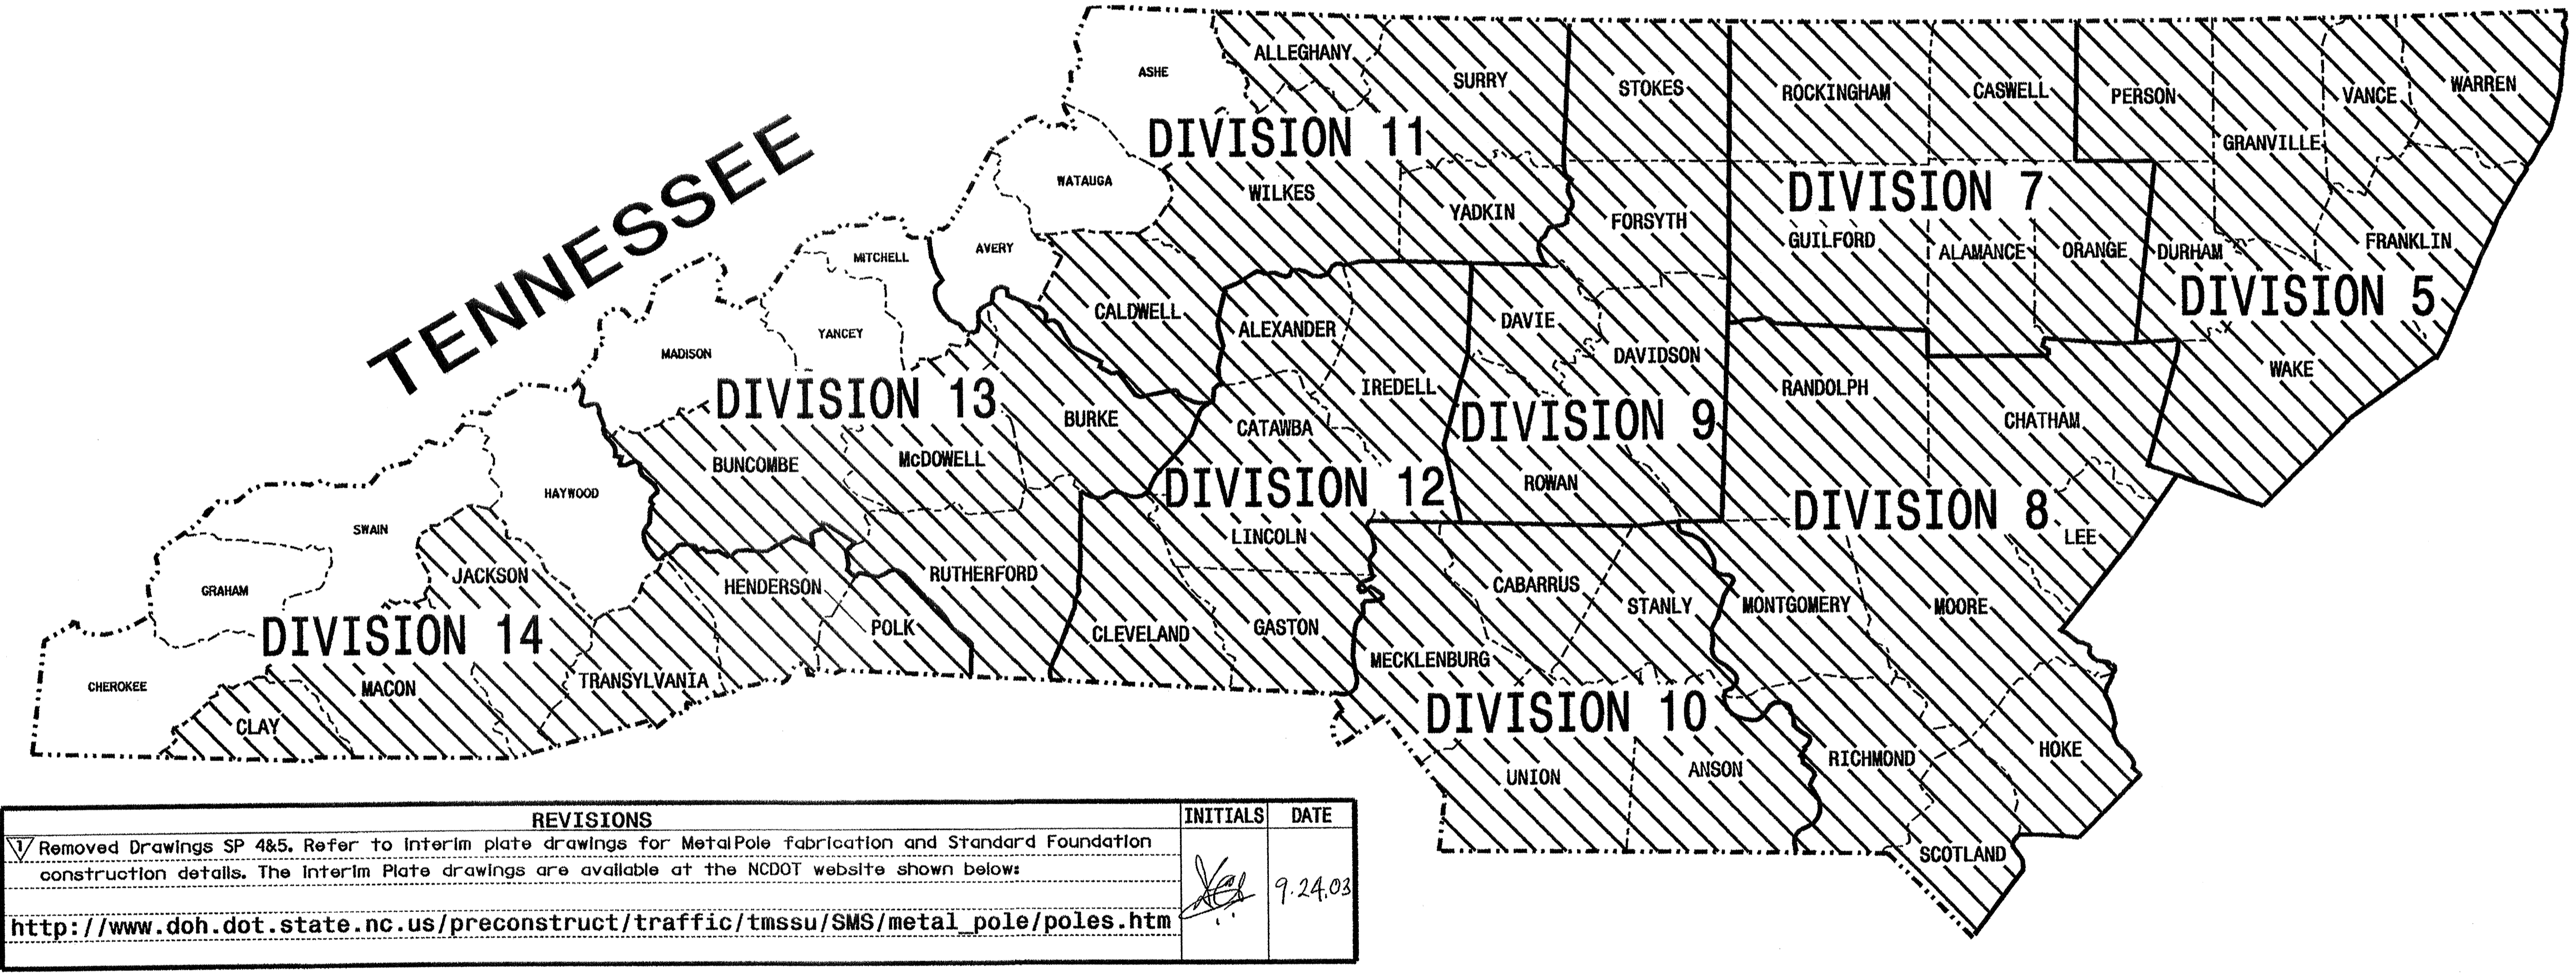 ASHE
ALLEGHANY
SURRY
STOKES
ROCKINGHAM
CASWELL
PERSON
VANCE
WARREN
GRANVILLE
DIVISION 11
TENNESSEE
WATAUGA
WILKES
YADKIN
FORSYTH
DIVISION 7
GUILFORD
ALAMANCE
ORANGE
DURHAM
FRANKLIN
DIVISION 5
MITCHELL
AVERY
CALDWELL
ALEXANDER
DAVIE
DAVIDSON
YANCEY
MADISON
WAKE
IREDELL
RANDOLPH
DIVISION 13
BURKE
CATAWBA
DIVISION 9
CHATHAM
BUNCOMBE
McDOWELL
DIVISION 12
ROWAN
DIVISION 8
HAYWOOD
SWAIN
LINCOLN
LEE
JACKSON
HENDERSON
RUTHERFORD
CABARRUS
STANLY
MONTGOMERY
MOORE
GRAHAM
DIVISION 14
POLK
CLEVELAND
GASTON
MECKLENBURG
CHEROKEE
MACON
TRANSYLVANIA
CLAY
DIVISION 10
UNION
ANSON
RICHMOND
HOKE
SCOTLAND
REVISIONS INITIALS DATE
1 Removed Drawings SP 4&5. Refer to interim plate drawings for Metal Pole fabrication and Standard Foundation
construction details. The Interim Plate drawings are available at the NCDOT website shown below:
9.24.03
http://www.doh.dot.state.nc.us/preconstruct/traffic/tmssu/SMS/metal_pole/poles.htm